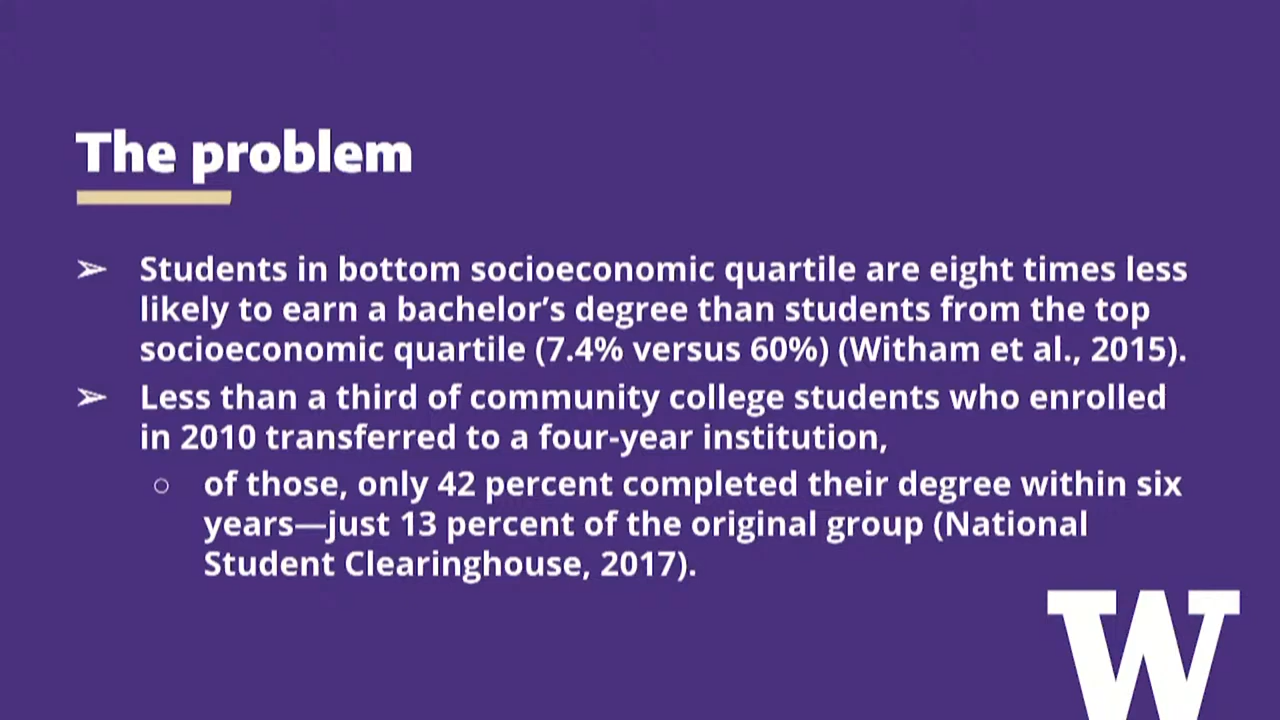 The problem
➢ Students in bottom socioeconomic quartile are eight times less
likely to earn a bachelor’s degree than students from the top
socioeconomic quartile (7.4% versus 60%) (Witham et al., 2015).
➢ Less than a third of community college students who enrolled
in 2010 transferred to a four-year institution,
○ of those, only 42 percent completed their degree within six
years—just 13 percent of the original group (National
Student Clearinghouse, 2017).
W